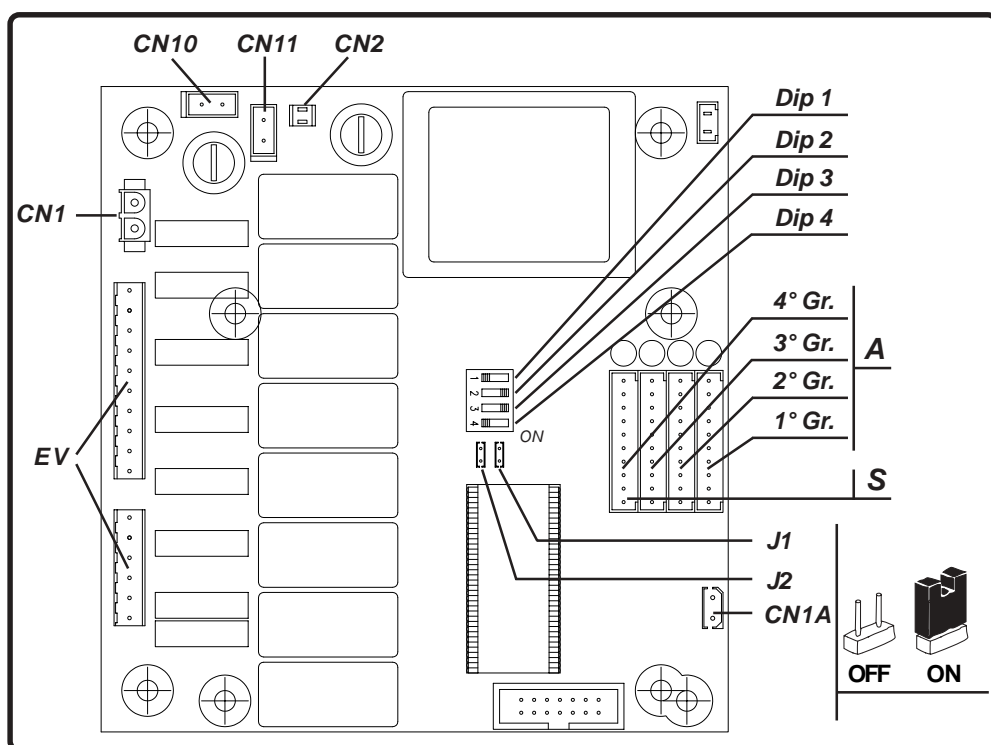 CN10
CN11
CN2
Dip 1
Dip 2
Dip 3
Dip 4
CN1
4° Gr.
3° Gr.
2° Gr.
1° Gr.
A
1
2
3
4
ON
EV
S
J1
J2
CN1A
OFF
ON